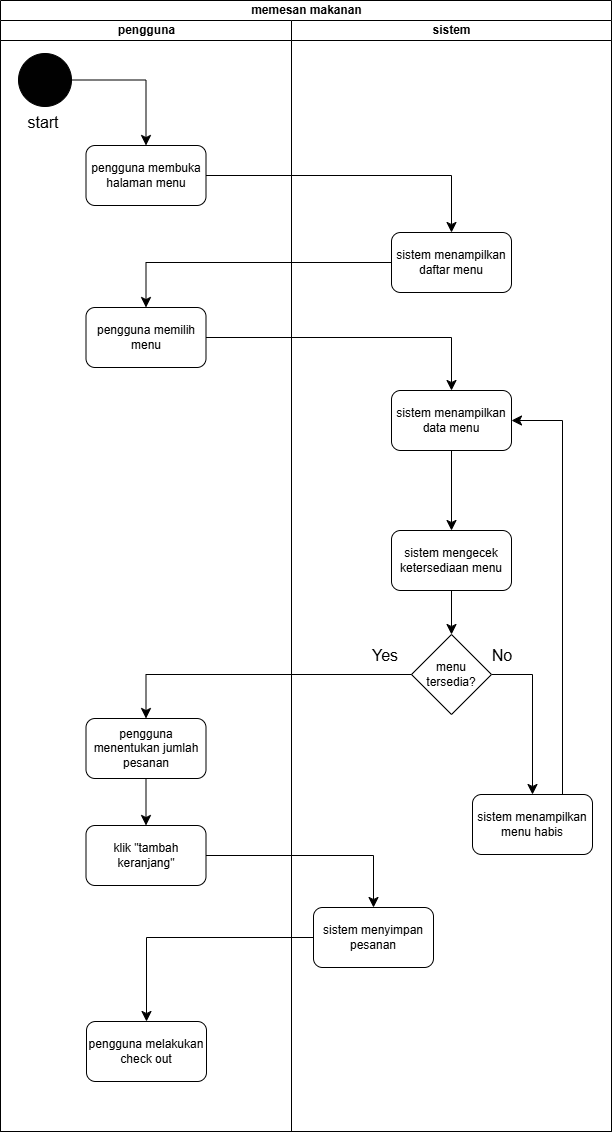 memesan makanan
pengguna
sistem
start
pengguna membuka
halaman menu
sistem menampilkan
daftar menu
pengguna memilih
menu
sistem menampilkan
data menu
sistem mengecek
ketersediaan menu
Yes
No
menu
tersedia?
pengguna
menentukan jumlah
pesanan
sistem menampilkan
menu habis
klik "tambah
keranjang"
sistem menyimpan
pesanan
pengguna melakukan
check out